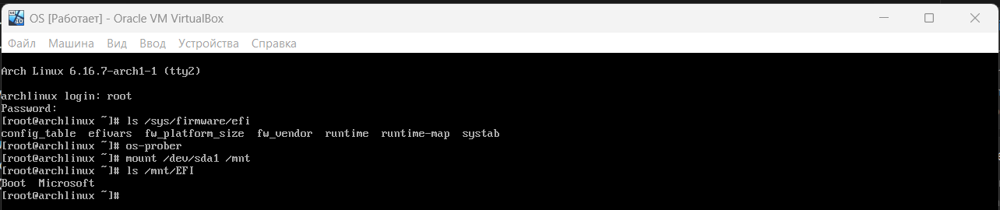 OS [Работает] - Oracle VM VirtualBox
Файл Машина Вид Ввод Устройства Справка
Arch Linux 6.16.7-arch1-1 (tty2)
archlinux login: root
Password:
[root@archlinux ~]# ls /sys/firmware/efi
config_table efivars fw_platform_size fw_vendor runtime runtime-map systab
[root@archlinux ~]# os-prober
[root@archlinux ~]# mount /dev/sda1 /mnt
[root@archlinux ~]# ls /mnt/EFI
Boot Microsoft
[root@archlinux ~]#